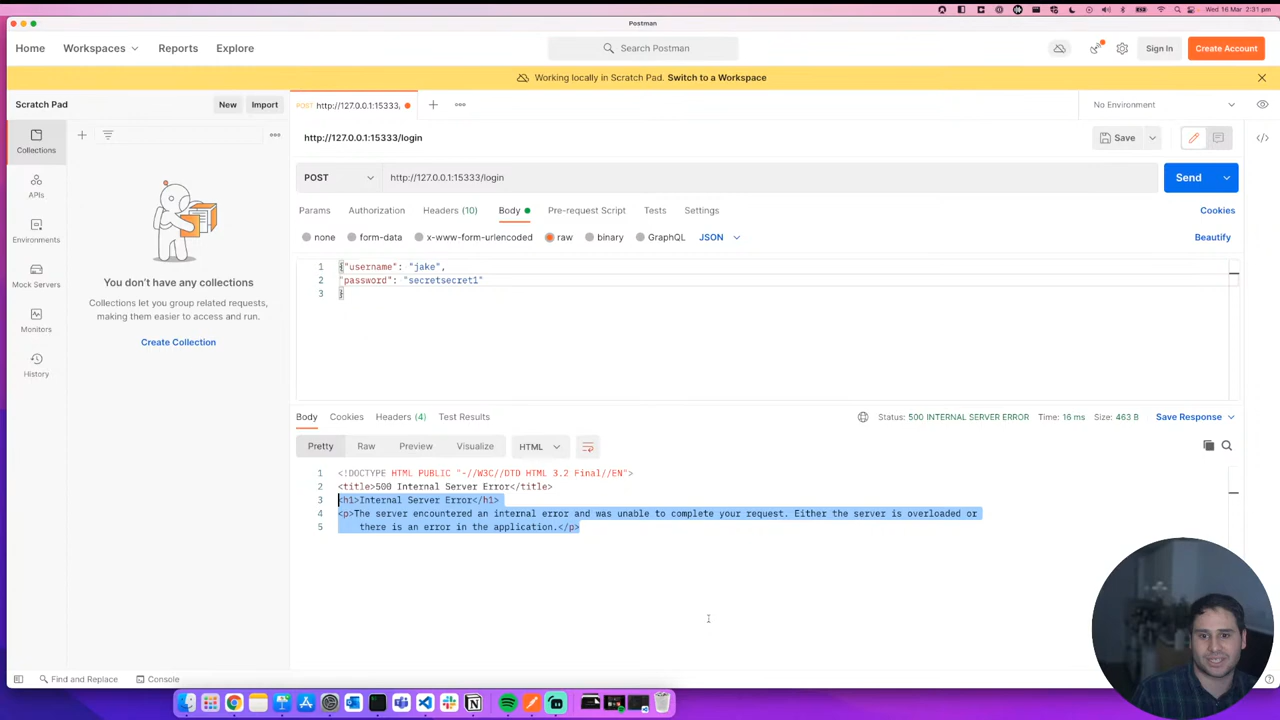 Wed 16 Mar 2:31 pm
Postman
Home Workspaces Reports Explore
Search Postman
Sign In Create Account
Working locally in Scratch Pad. Switch to a Workspace
Scratch Pad New Import
POST http://127.0.0.1:15333,
No Environment
http://127.0.0.1:15333/login
Save
Collections
POST http://127.0.0.1:15333/login
Send
APIs
Params Authorization Headers (10) Body Pre-request Script Tests Settings
Cookies
Environments
none form-data x-www-form-urlencoded raw binary GraphQL JSON
Beautify
1 {"username": "jake",
2 "password": "secretsecret1"
3 }
Mock Servers
You don't have any collections
Collections let you group related requests,
making them easier to access and run.
Monitors
Create Collection
History
Body Cookies Headers (4) Test Results
Status: 500 INTERNAL SERVER ERROR Time: 16 ms Size: 463 B Save Response
Pretty Raw Preview Visualize HTML
1 <!DOCTYPE HTML PUBLIC "-//W3C//DTD HTML 3.2 Final//EN">
2 <title>500 Internal Server Error</title>
3 <h1>Internal Server Error</h1>
4 <p>The server encountered an internal error and was unable to complete your request. Either the server is overloaded or
5 there is an error in the application.</p>
Find and Replace Console